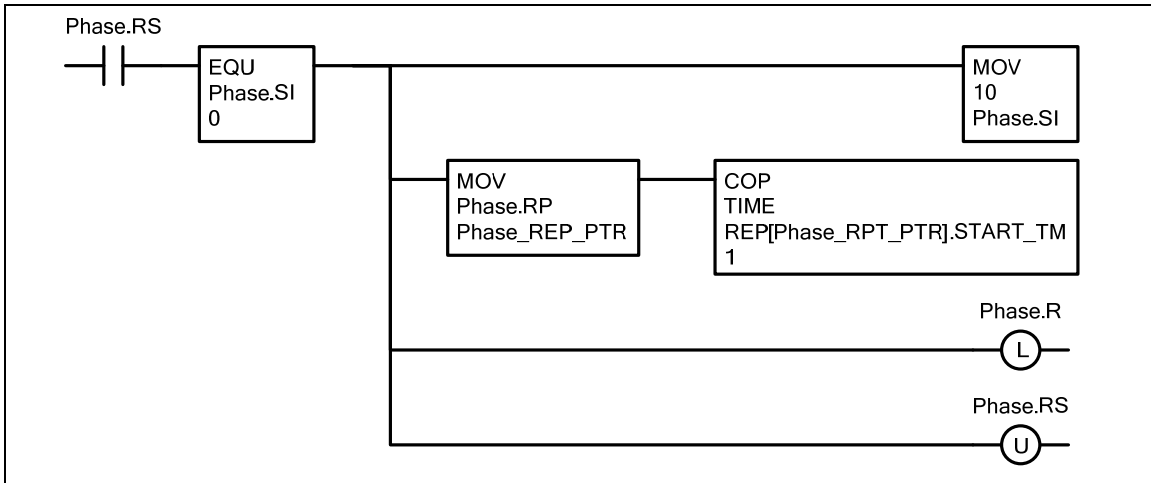 Phase.RS
EQU
Phase.SI
0
MOV
10
Phase.SI
MOV
Phase.RP
Phase_REP_PTR
COP
TIME
REP[Phase_RPT_PTR].START_TM
1
Phase.R
L
Phase.RS
U